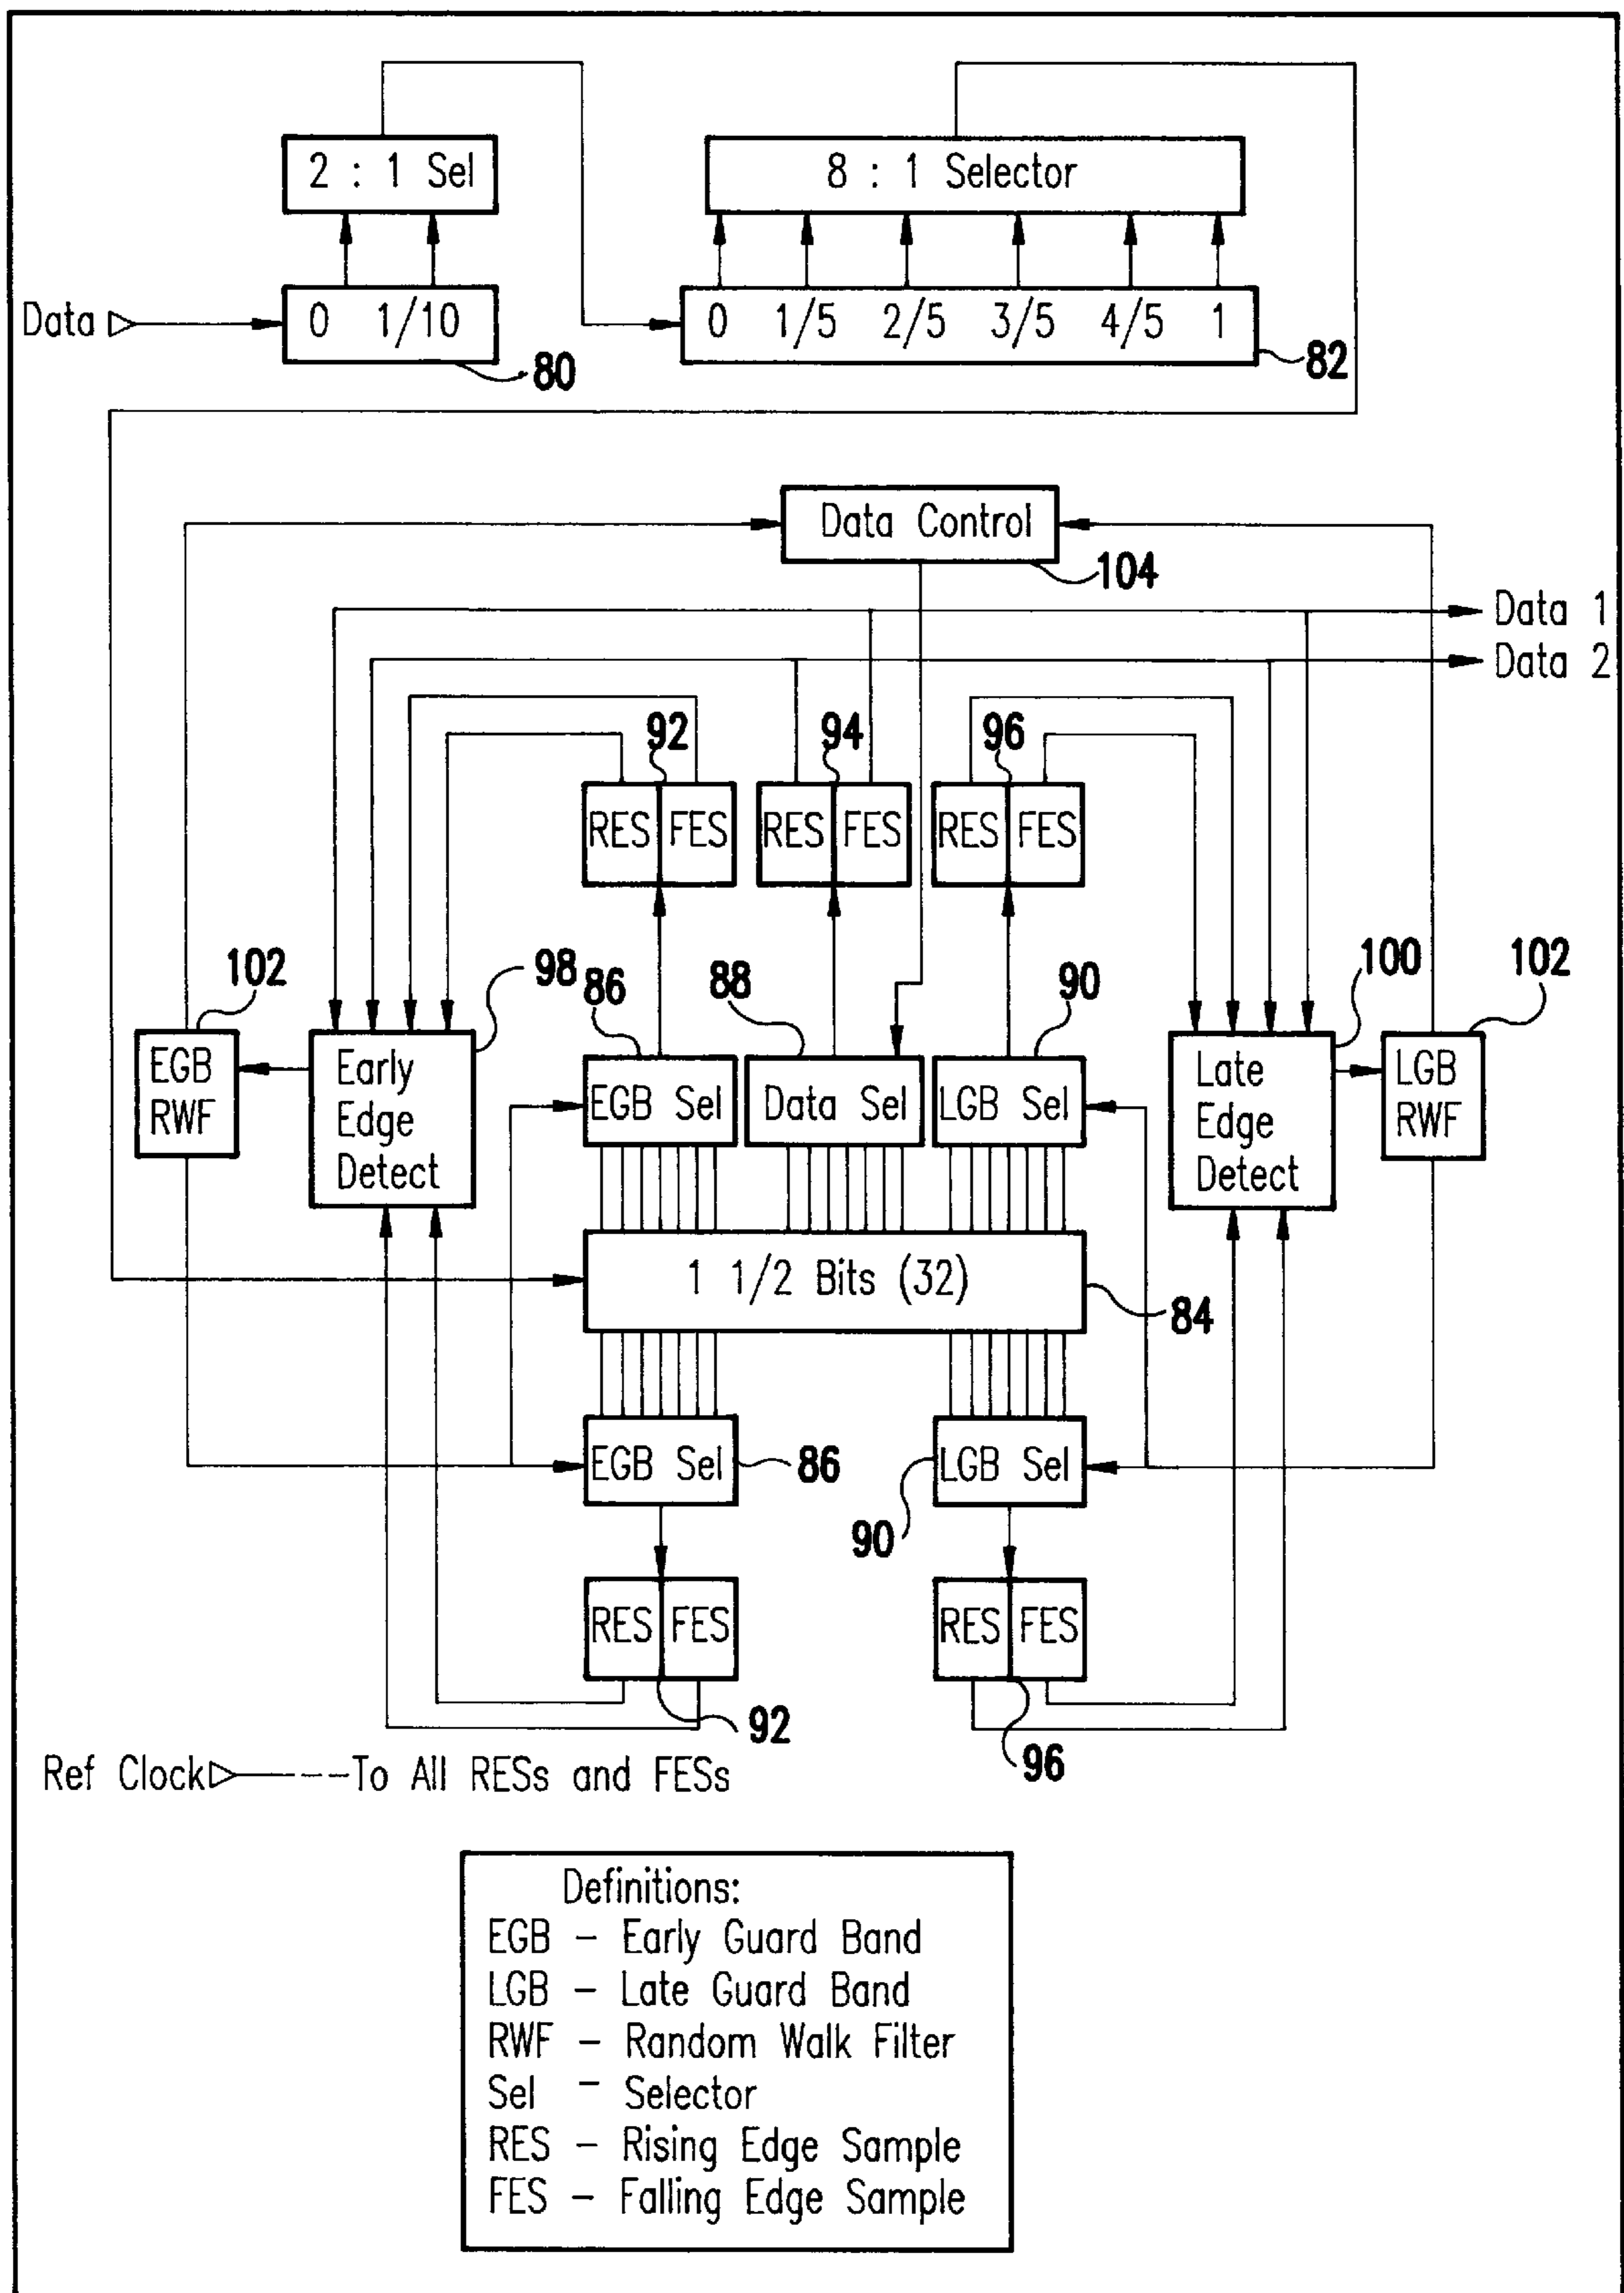 2 : 1 Sel
8 : 1 Selector
Data
0 1/10
0 1/5 2/5 3/5 4/5 1
80
82
Data Control
104
Data 1
Data 2
92
94
96
RES FES
RES FES
RES FES
102
98
86
88
90
100
102
EGB
RWF
Early
Edge
Detect
EGB Sel
Data Sel
LGB Sel
Late
Edge
Detect
LGB
RWF
1 1/2 Bits (32)
84
EGB Sel
86
LGB Sel
90
RES FES
RES FES
92
96
Ref Clock
To All RESs and FESs
Definitions:
EGB - Early Guard Band
LGB - Late Guard Band
RWF - Random Walk Filter
Sel - Selector
RES - Rising Edge Sample
FES - Falling Edge Sample